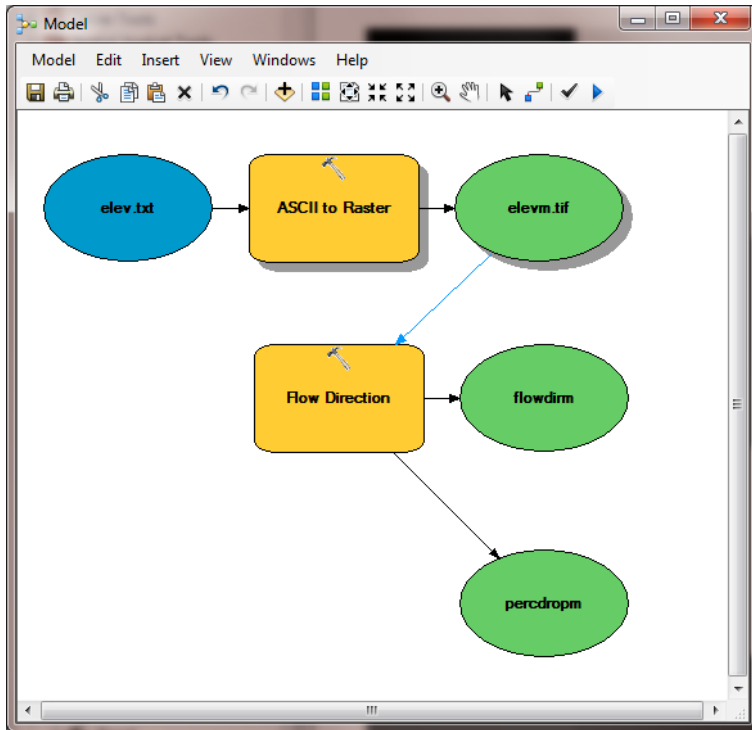 Model
Model Edit Insert View Windows Help
elev.txt
ASCII to Raster
elevm.tif
Flow Direction
flowdirm
percdropm